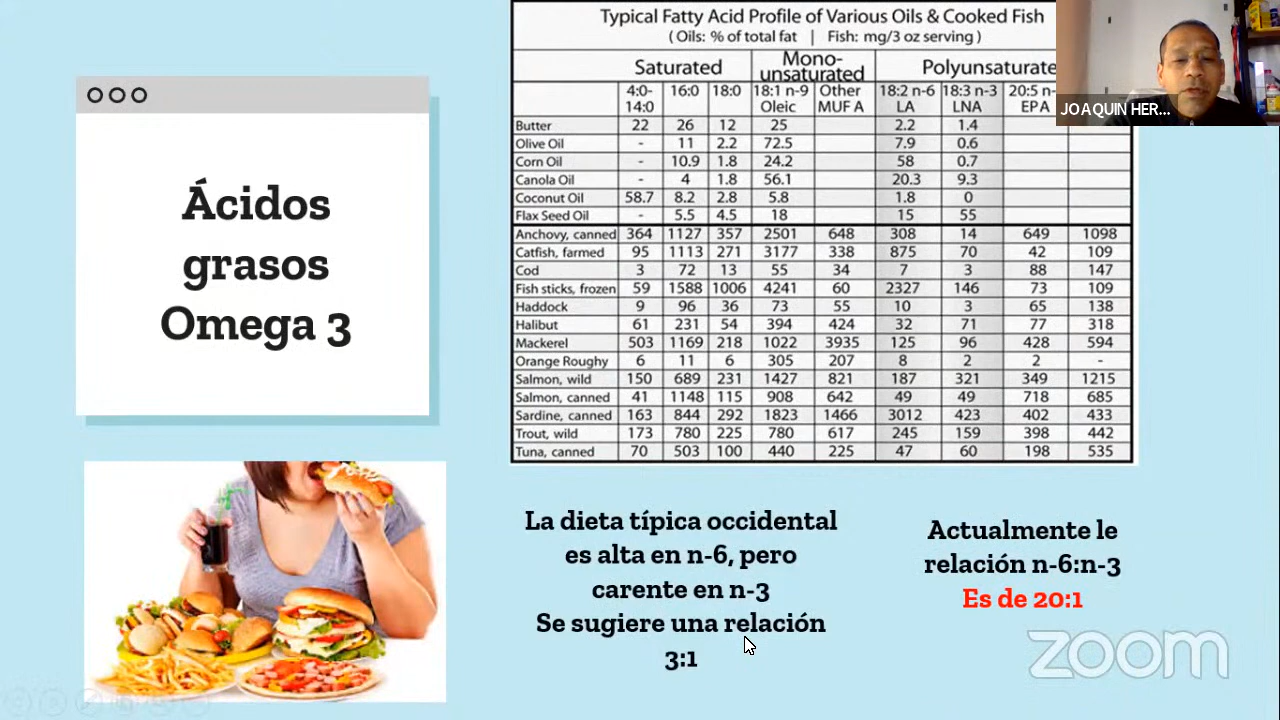 Ácidos
grasos
Omega 3
Typical Fatty Acid Profile of Various Oils & Cooked Fish
(Oils: % of total fat | Fish: mg/3 oz serving)
Saturated Mono-unsaturated Polyunsaturate
4:0-14:0 16:0 18:0 18:1 n-9 Oleic Other MUF A 18:2 n-6 LA 18:3 n-3 LNA 20:5 n- EPA
Butter 22 26 12 25 2.2 1.4
Olive Oil - 11 2.2 72.5 7.9 0.6
Corn Oil - 10.9 1.8 24.2 58 0.7
Canola Oil - 4 1.8 56.1 20.3 9.3
Coconut Oil 58.7 8.2 2.8 5.8 1.8 0
Flax Seed Oil - 5.5 4.5 18 15 55
Anchovy, canned 364 1127 357 2501 648 308 14 649 1098
Catfish, farmed 95 1113 271 3177 338 875 70 42 109
Cod 3 72 13 55 34 7 3 88 147
Fish sticks, frozen 59 1588 1006 4241 60 2327 146 73 109
Haddock 9 96 36 73 55 10 3 65 138
Halibut 61 231 54 394 424 32 71 77 318
Mackerel 503 1169 218 1022 3935 125 96 428 594
Orange Roughy 6 11 6 305 207 8 2 2 -
Salmon, wild 150 689 231 1427 821 187 321 349 1215
Salmon, canned 41 1148 115 908 642 49 49 718 685
Sardine, canned 163 844 292 1823 1466 3012 423 402 433
Trout, wild 173 780 225 780 617 245 159 398 442
Tuna, canned 70 503 100 440 225 47 60 198 535
JOAQUIN HER...
La dieta típica occidental
es alta en n-6, pero
carente en n-3
Se sugiere una relación
3:1
Actualmente le
relación n-6:n-3
Es de 20:1
zoom